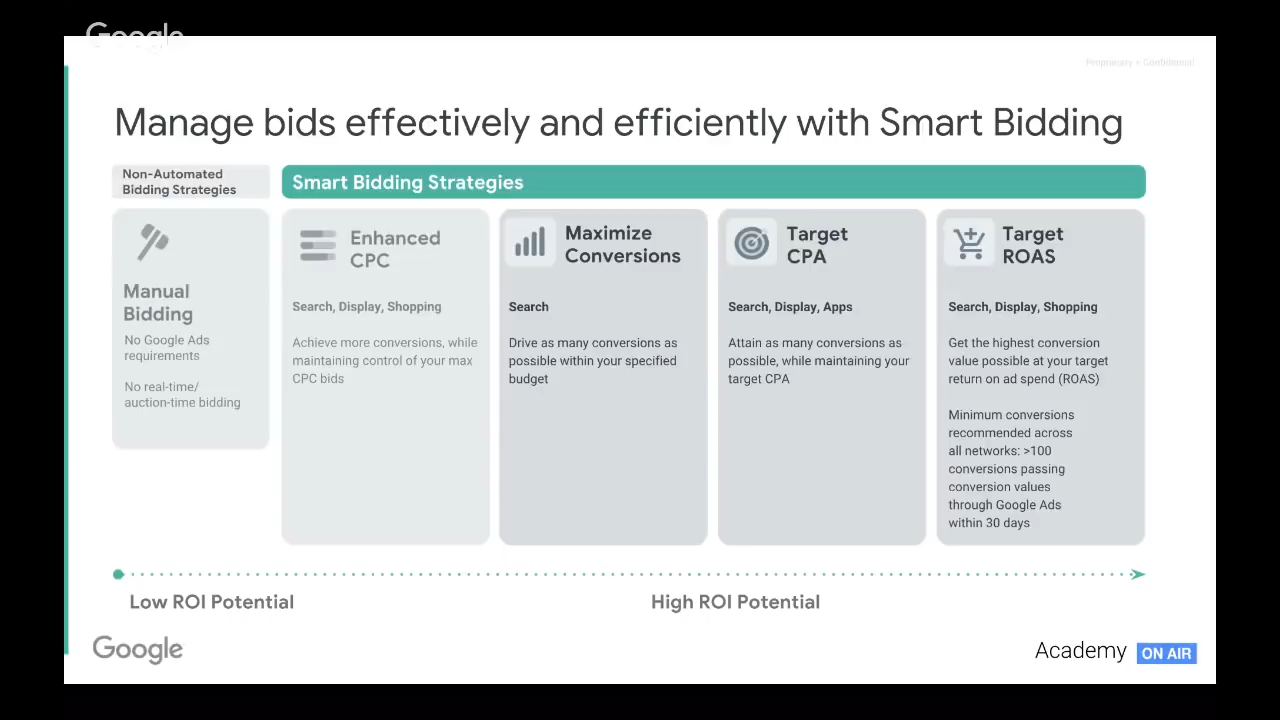 Google
Proprietary + Confidential
Manage bids effectively and efficiently with Smart Bidding
Non-Automated
Bidding Strategies
Smart Bidding Strategies
Manual
Bidding
No Google Ads
requirements
No real-time/
auction-time bidding
Enhanced
CPC
Search, Display, Shopping
Achieve more conversions, while
maintaining control of your max
CPC bids
Maximize
Conversions
Search
Drive as many conversions as
possible within your specified
budget
Target
CPA
Search, Display, Apps
Attain as many conversions as
possible, while maintaining your
target CPA
Target
ROAS
Search, Display, Shopping
Get the highest conversion
value possible at your target
return on ad spend (ROAS)
Minimum conversions
recommended across
all networks: >100
conversions passing
conversion values
through Google Ads
within 30 days
Low ROI Potential
High ROI Potential
Google
Academy ON AIR